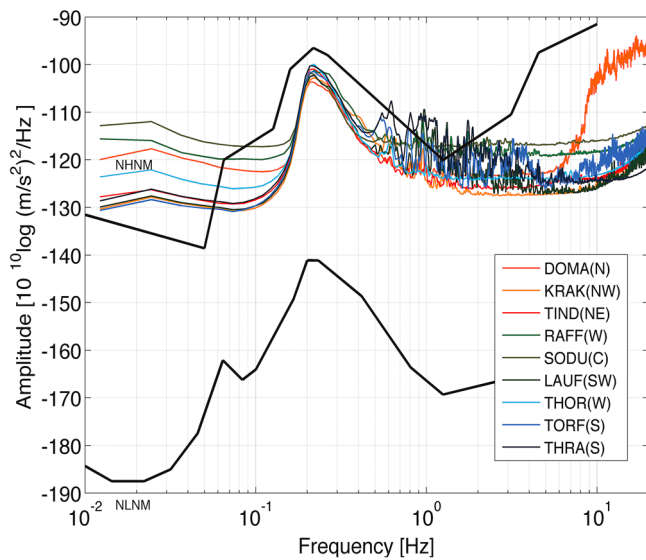 -90
-100
-110
-120
-130
-140
-150
-160
-170
-180
-190
Amplitude [10 ¹⁰log (m/s²)²/Hz]
NHNM
NLNM
DOMA(N)
KRAK(NW)
TIND(NE)
RAFF(W)
SODU(C)
LAUF(SW)
THOR(W)
TORF(S)
THRA(S)
10⁻² 10⁻¹ 10⁰ 10¹
Frequency [Hz]